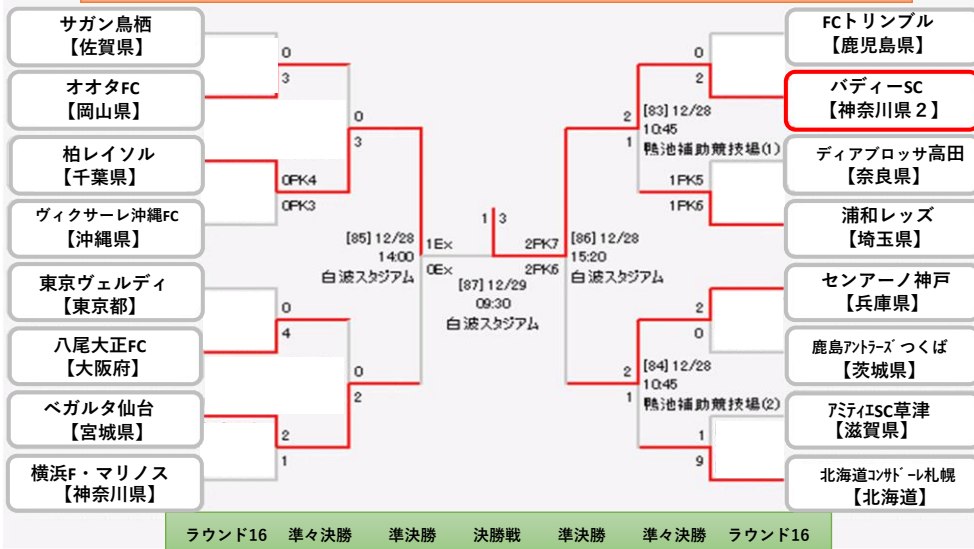 サガン鳥栖
【佐賀県】
オオタFC
【岡山県】
柏レイソル
【千葉県】
ヴィクサーレ沖縄FC
【沖縄県】
東京ヴェルディ
【東京都】
八尾大正FC
【大阪府】
ベガルタ仙台
【宮城県】
横浜F・マリノス
【神奈川県】
0
3
0
3
0PK4
0PK3
0
4
0
2
2
1
[85] 12/28
14:00
白波スタジアム
1Ex
0Ex
1 3
[87] 12/29
09:30
白波スタジアム
2PK7
2PK6
[86] 12/28
15:20
白波スタジアム
0
2
2
1
[83] 12/28
10:45
鴨池補助競技場(1)
1PK5
1PK6
2
0
2
1
[84] 12/28
10:45
鴨池補助競技場(2)
1
9
FCトリンブル
【鹿児島県】
バディーSC
【神奈川県２】
ディアブロッサ高田
【奈良県】
浦和レッズ
【埼玉県】
センアーノ神戸
【兵庫県】
鹿島ｱﾝﾄﾗｰｽﾞつくば
【茨城県】
ｱﾐﾃｨｴSC草津
【滋賀県】
北海道ｺﾝｻﾄﾞｰﾚ札幌
【北海道】
ラウンド16 準々決勝 準決勝 決勝戦 準決勝 準々決勝 ラウンド16